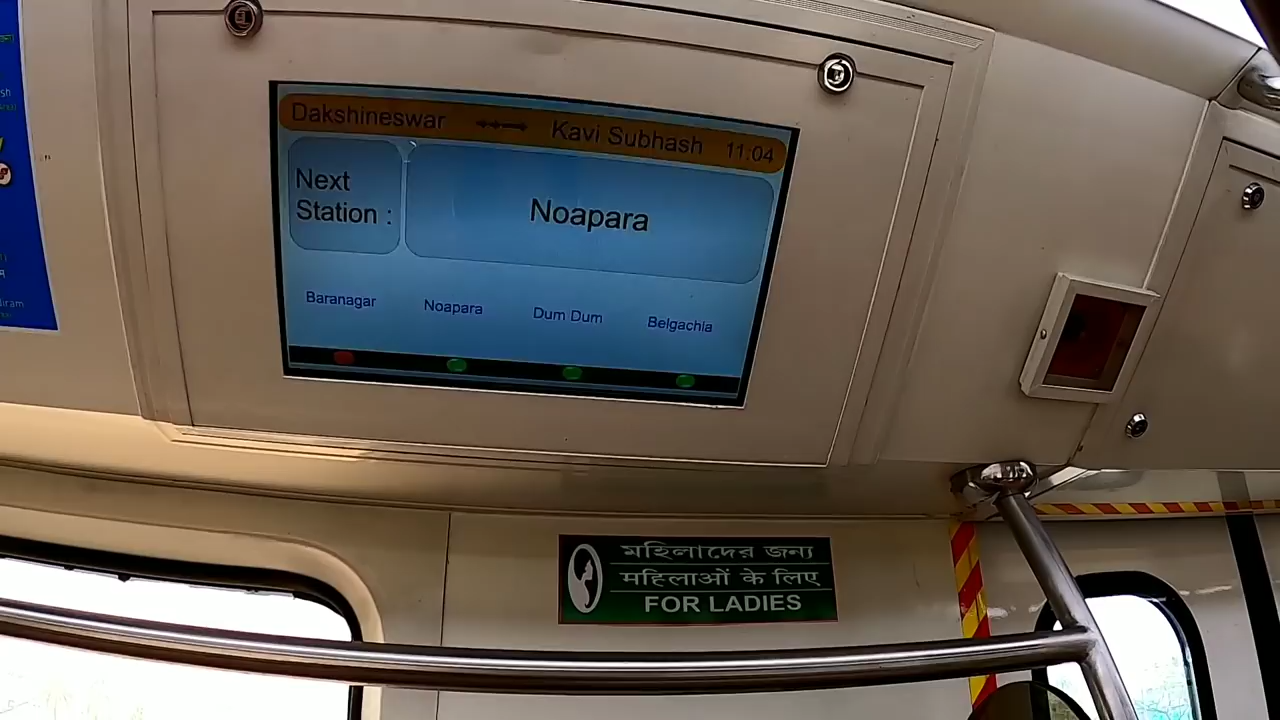 Dakshineswar Kavi Subhash 11:04
Next
Station :
Noapara
Baranagar Noapara Dum Dum Belgachia
মহিলাদের জন্য
महिलाओं के लिए
FOR LADIES